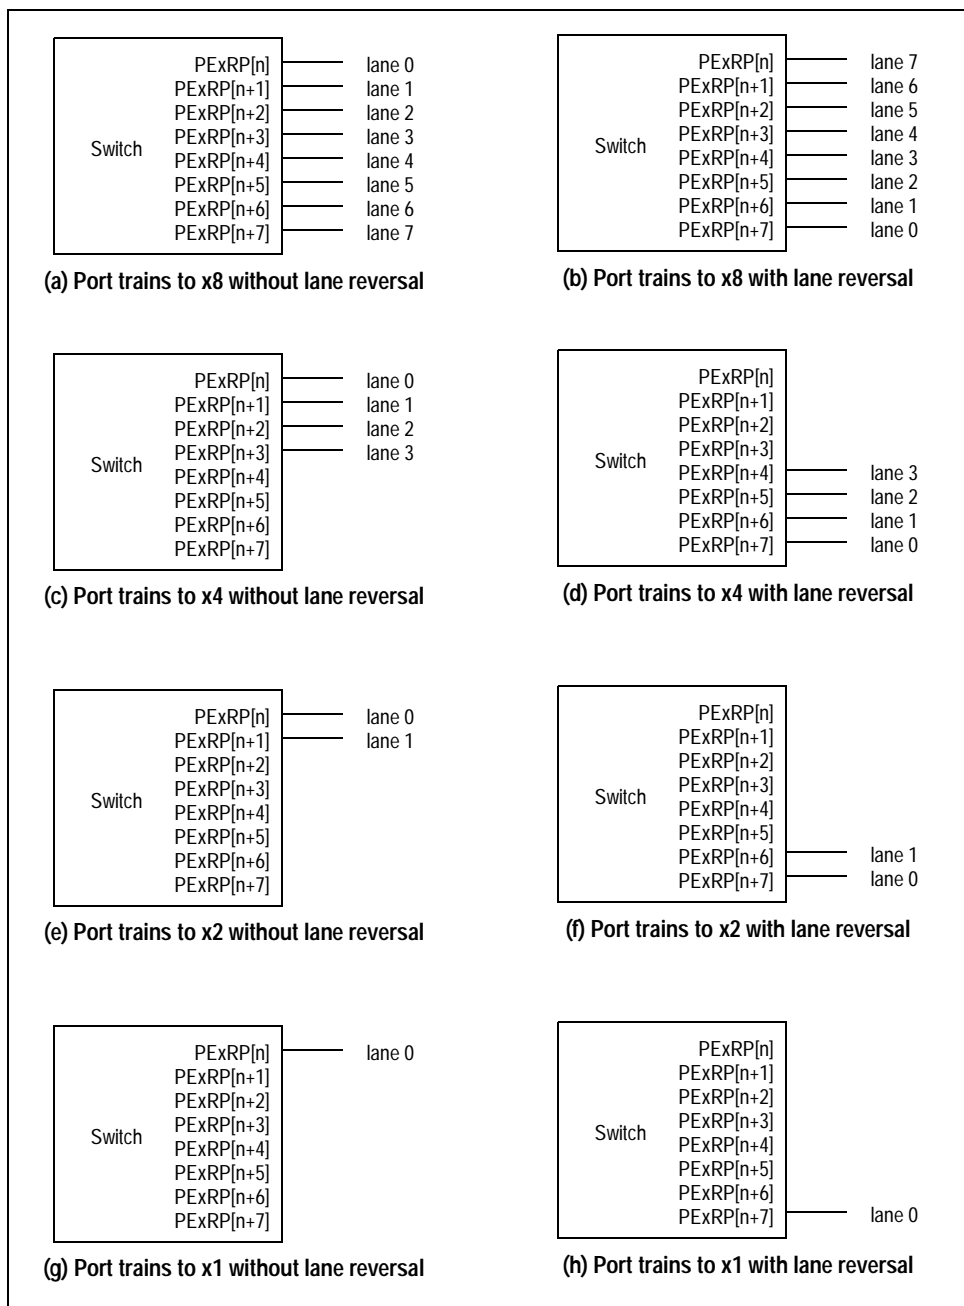 PExRP[n] lane 0
PExRP[n+1] lane 1
PExRP[n+2] lane 2
PExRP[n+3] lane 3
Switch
PExRP[n+4] lane 4
PExRP[n+5] lane 5
PExRP[n+6] lane 6
PExRP[n+7] lane 7
(a) Port trains to x8 without lane reversal
PExRP[n] lane 7
PExRP[n+1] lane 6
PExRP[n+2] lane 5
PExRP[n+3] lane 4
Switch
PExRP[n+4] lane 3
PExRP[n+5] lane 2
PExRP[n+6] lane 1
PExRP[n+7] lane 0
(b) Port trains to x8 with lane reversal
PExRP[n] lane 0
PExRP[n+1] lane 1
PExRP[n+2] lane 2
PExRP[n+3] lane 3
Switch
PExRP[n+4]
PExRP[n+5]
PExRP[n+6]
PExRP[n+7]
(c) Port trains to x4 without lane reversal
PExRP[n]
PExRP[n+1]
PExRP[n+2]
PExRP[n+3]
Switch
PExRP[n+4] lane 3
PExRP[n+5] lane 2
PExRP[n+6] lane 1
PExRP[n+7] lane 0
(d) Port trains to x4 with lane reversal
PExRP[n] lane 0
PExRP[n+1] lane 1
PExRP[n+2]
PExRP[n+3]
Switch
PExRP[n+4]
PExRP[n+5]
PExRP[n+6]
PExRP[n+7]
(e) Port trains to x2 without lane reversal
PExRP[n]
PExRP[n+1]
PExRP[n+2]
PExRP[n+3]
Switch
PExRP[n+4]
PExRP[n+5]
PExRP[n+6] lane 1
PExRP[n+7] lane 0
(f) Port trains to x2 with lane reversal
PExRP[n] lane 0
PExRP[n+1]
PExRP[n+2]
PExRP[n+3]
Switch
PExRP[n+4]
PExRP[n+5]
PExRP[n+6]
PExRP[n+7]
(g) Port trains to x1 without lane reversal
PExRP[n]
PExRP[n+1]
PExRP[n+2]
PExRP[n+3]
Switch
PExRP[n+4]
PExRP[n+5]
PExRP[n+6]
PExRP[n+7] lane 0
(h) Port trains to x1 with lane reversal